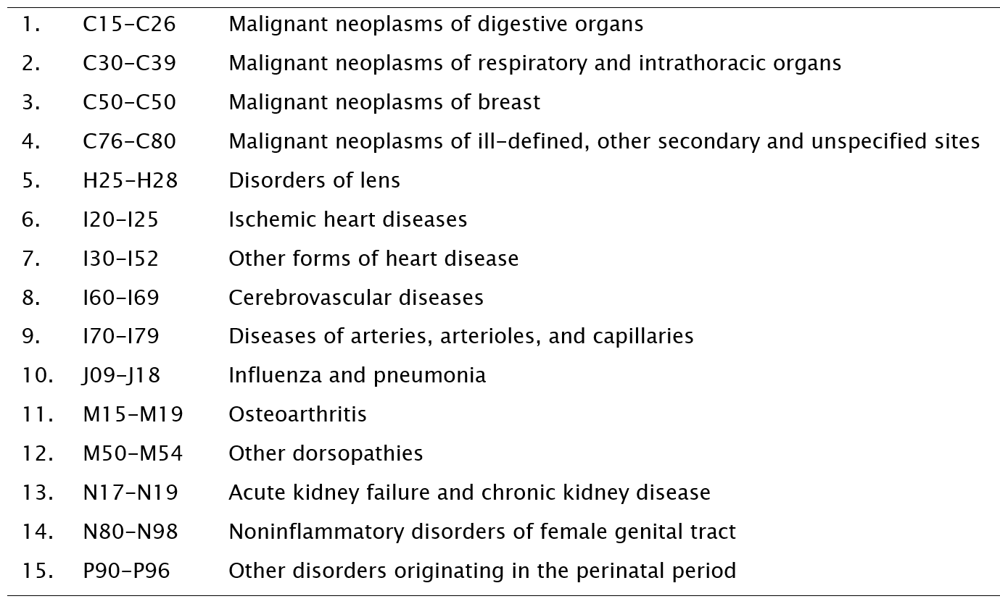 1. C15-C26 Malignant neoplasms of digestive organs
2. C30-C39 Malignant neoplasms of respiratory and intrathoracic organs
3. C50-C50 Malignant neoplasms of breast
4. C76-C80 Malignant neoplasms of ill-defined, other secondary and unspecified sites
5. H25-H28 Disorders of lens
6. I20-I25 Ischemic heart diseases
7. I30-I52 Other forms of heart disease
8. I60-I69 Cerebrovascular diseases
9. I70-I79 Diseases of arteries, arterioles, and capillaries
10. J09-J18 Influenza and pneumonia
11. M15-M19 Osteoarthritis
12. M50-M54 Other dorsopathies
13. N17-N19 Acute kidney failure and chronic kidney disease
14. N80-N98 Noninflammatory disorders of female genital tract
15. P90-P96 Other disorders originating in the perinatal period